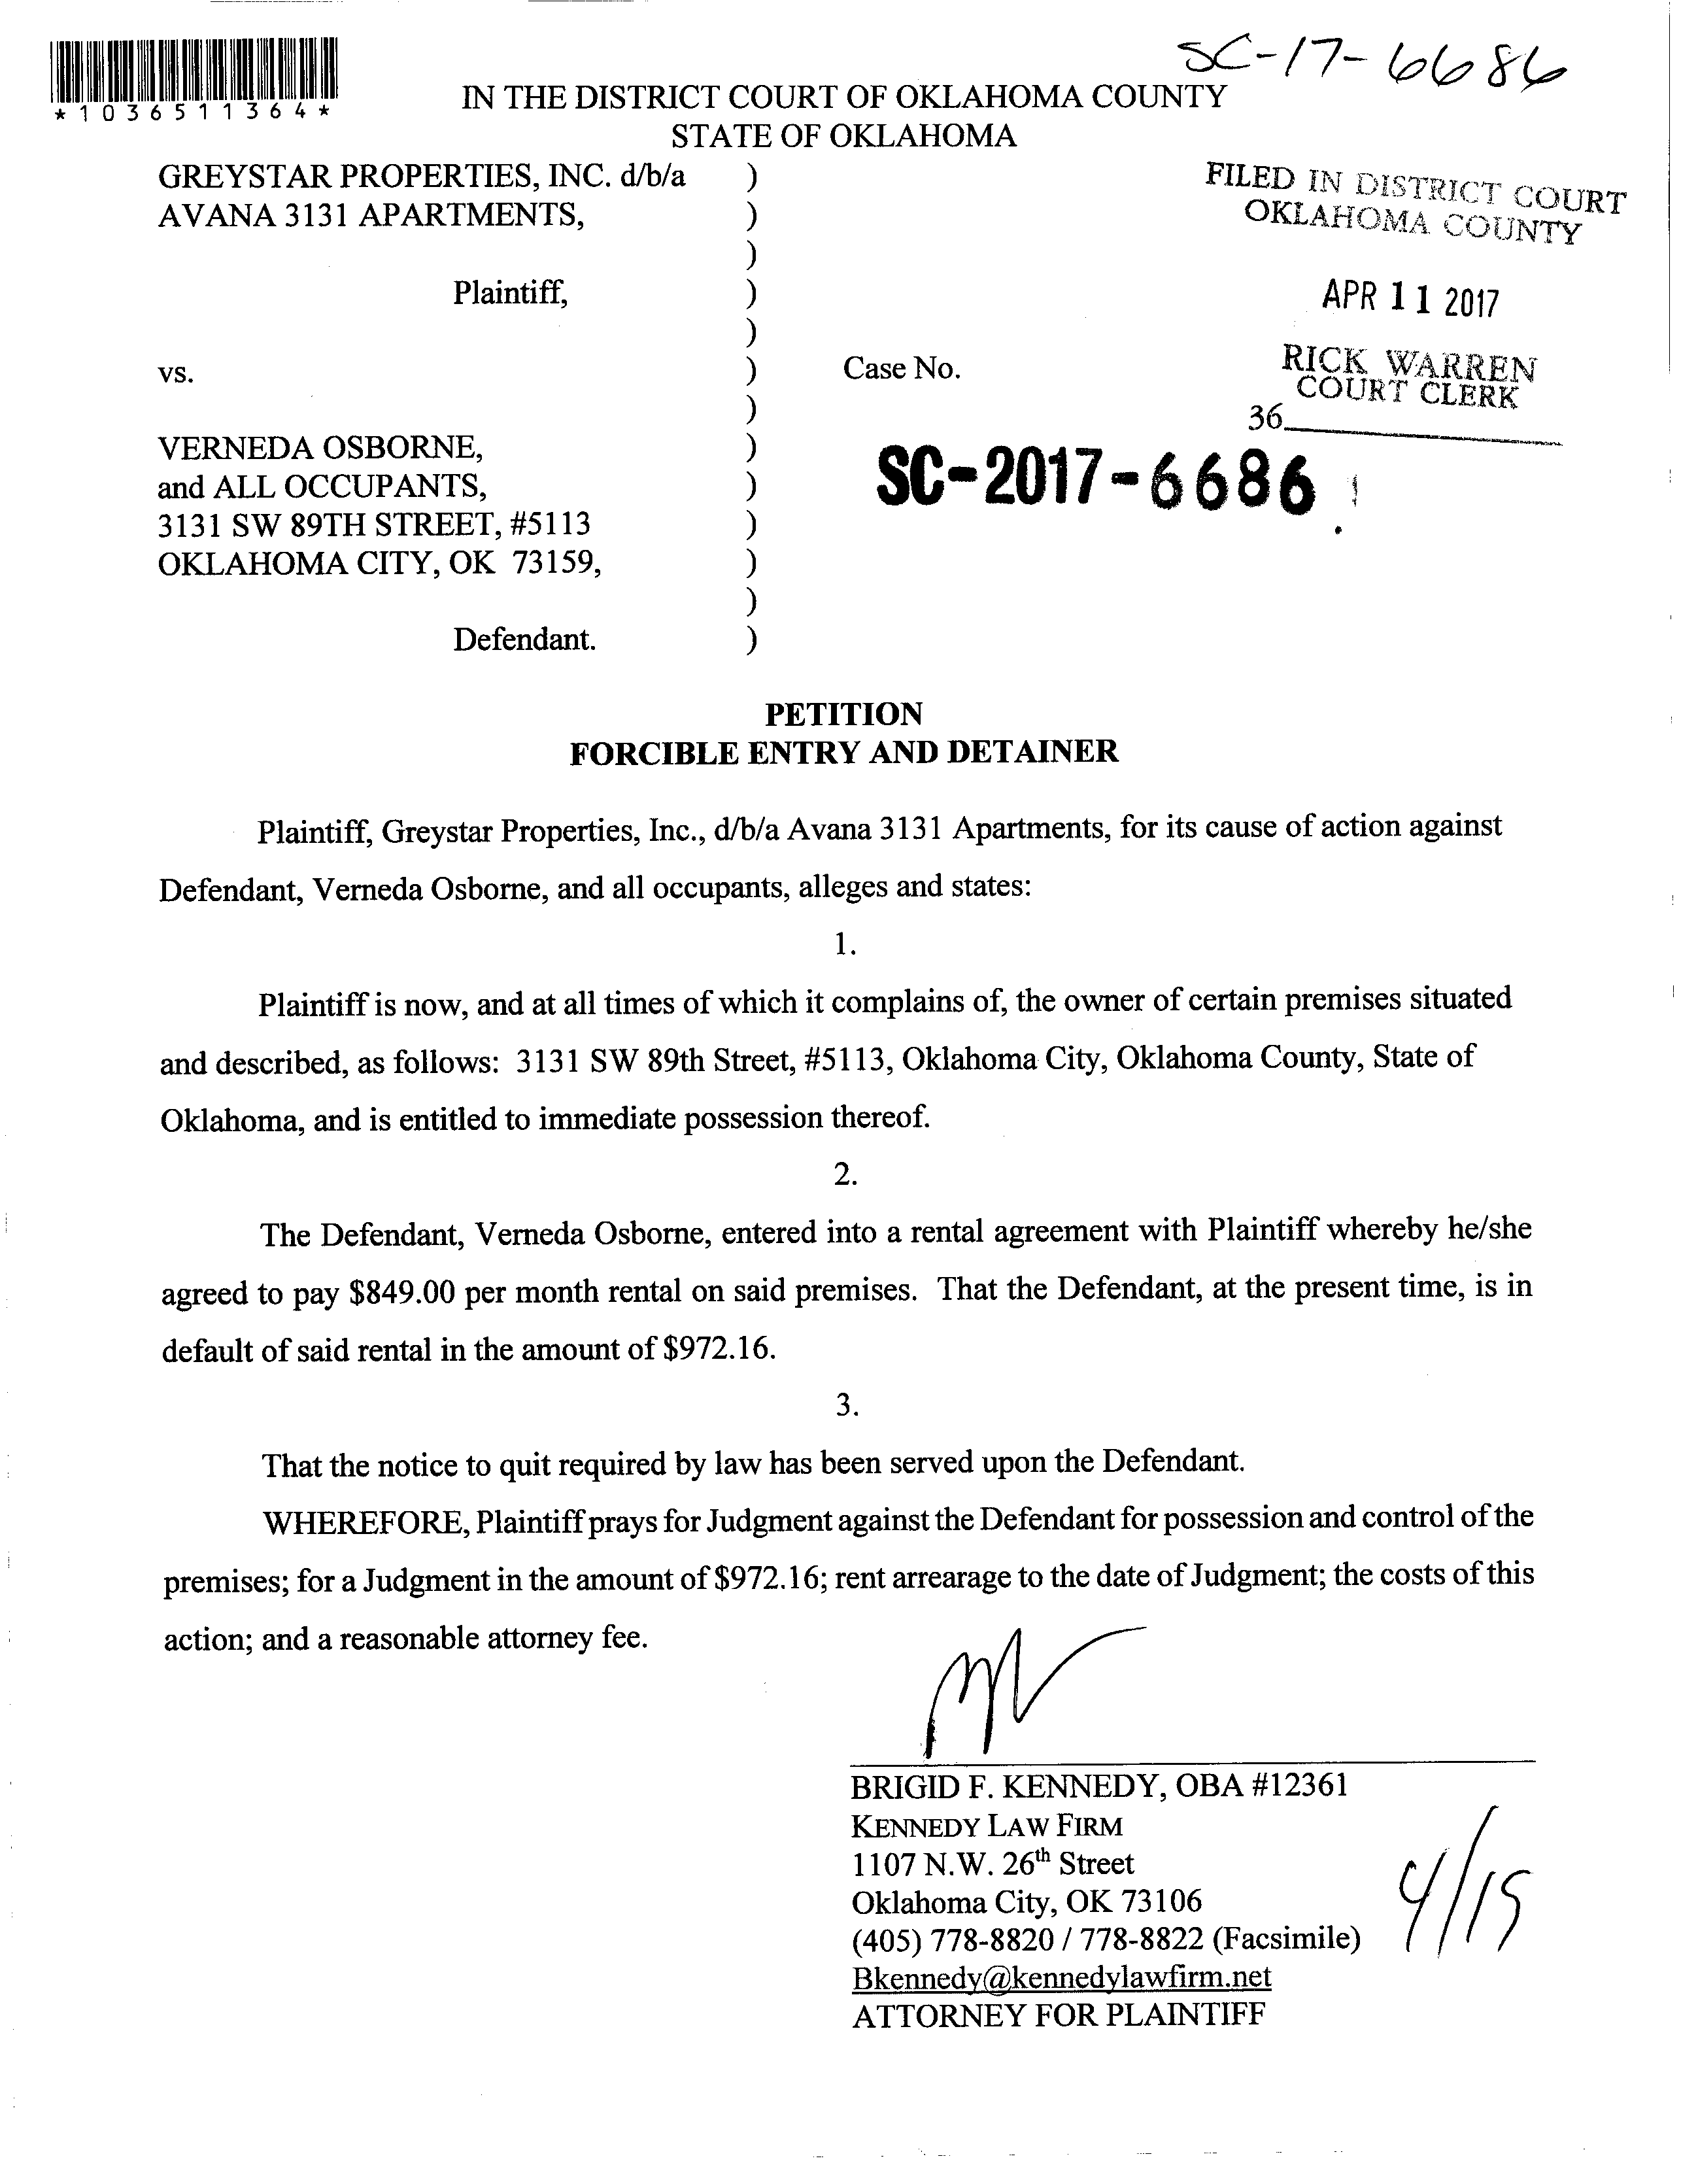 SC-17-6686
*1036511364*
IN THE DISTRICT COURT OF OKLAHOMA COUNTY
STATE OF OKLAHOMA
GREYSTAR PROPERTIES, INC. d/b/a )
AVANA 3131 APARTMENTS, )
)
Plaintiff, )
)
vs. ) Case No.
)
VERNEDA OSBORNE, )
and ALL OCCUPANTS, )
3131 SW 89TH STREET, #5113 )
OKLAHOMA CITY, OK 73159, )
)
Defendant. )
FILED IN DISTRICT COURT
OKLAHOMA COUNTY
APR 11 2017
RICK WARREN
COURT CLERK
36
SC-2017-6686
PETITION
FORCIBLE ENTRY AND DETAINER
Plaintiff, Greystar Properties, Inc., d/b/a Avana 3131 Apartments, for its cause of action against
Defendant, Verneda Osborne, and all occupants, alleges and states:
1.
Plaintiff is now, and at all times of which it complains of, the owner of certain premises situated
and described, as follows: 3131 SW 89th Street, #5113, Oklahoma City, Oklahoma County, State of
Oklahoma, and is entitled to immediate possession thereof.
2.
The Defendant, Verneda Osborne, entered into a rental agreement with Plaintiff whereby he/she
agreed to pay $849.00 per month rental on said premises. That the Defendant, at the present time, is in
default of said rental in the amount of $972.16.
3.
That the notice to quit required by law has been served upon the Defendant.
WHEREFORE, Plaintiff prays for Judgment against the Defendant for possession and control of the
premises; for a Judgment in the amount of $972.16; rent arrearage to the date of Judgment; the costs of this
action; and a reasonable attorney fee.
BRIGID F. KENNEDY, OBA #12361
KENNEDY LAW FIRM
1107 N.W. 26th Street
Oklahoma City, OK 73106
(405) 778-8820 / 778-8822 (Facsimile)
Bkennedy@kennedylawfirm.net
ATTORNEY FOR PLAINTIFF
4/19